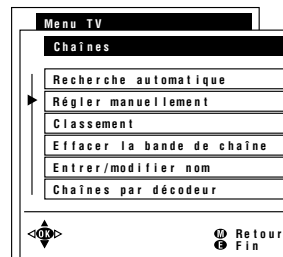 Menu TV
Chaînes
Recherche automatique
Régler manuellement
Classement
Effacer la bande de chaîne
Entrer/modifier nom
Chaînes par décodeur
OK
M Retour
E Fin